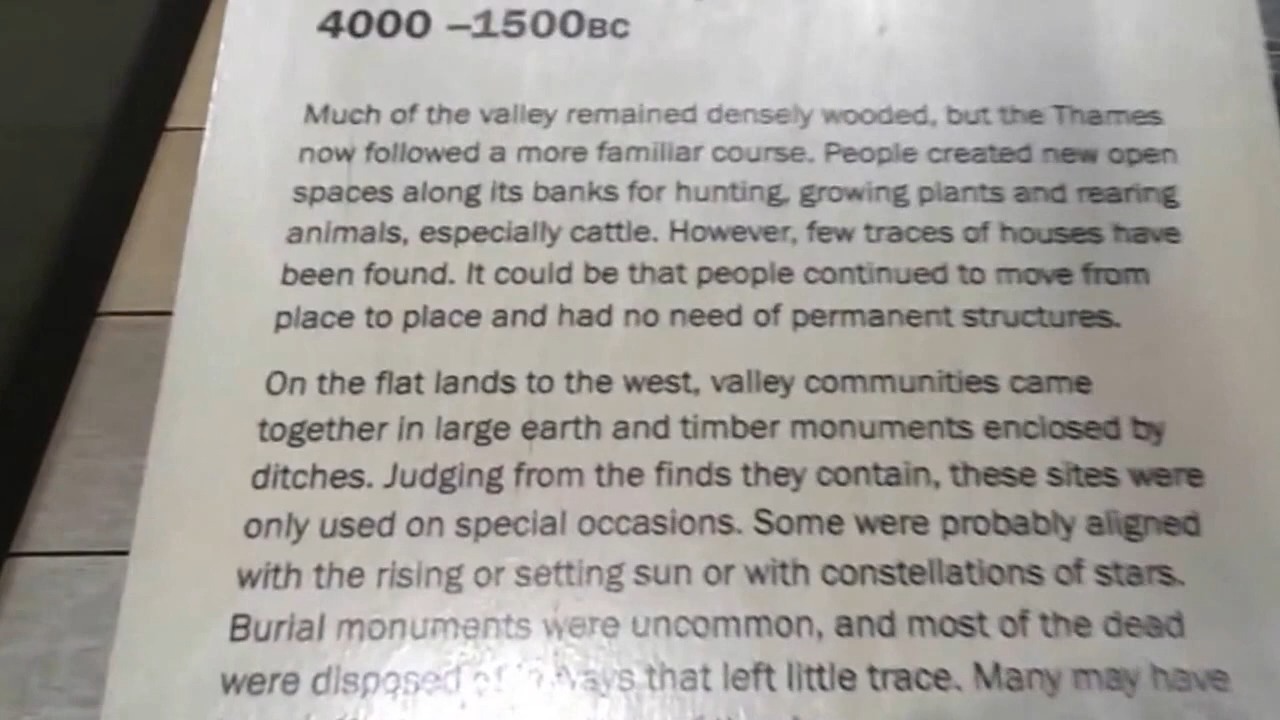 4000 –1500BC
Much of the valley remained densely wooded, but the Thames
now followed a more familiar course. People created new open
spaces along its banks for hunting, growing plants and rearing
animals, especially cattle. However, few traces of houses have
been found. It could be that people continued to move from
place to place and had no need of permanent structures.
On the flat lands to the west, valley communities came
together in large earth and timber monuments enclosed by
ditches. Judging from the finds they contain, these sites were
only used on special occasions. Some were probably aligned
with the rising or setting sun or with constellations of stars.
Burial monuments were uncommon, and most of the dead
were disposed of ways that left little trace. Many may have